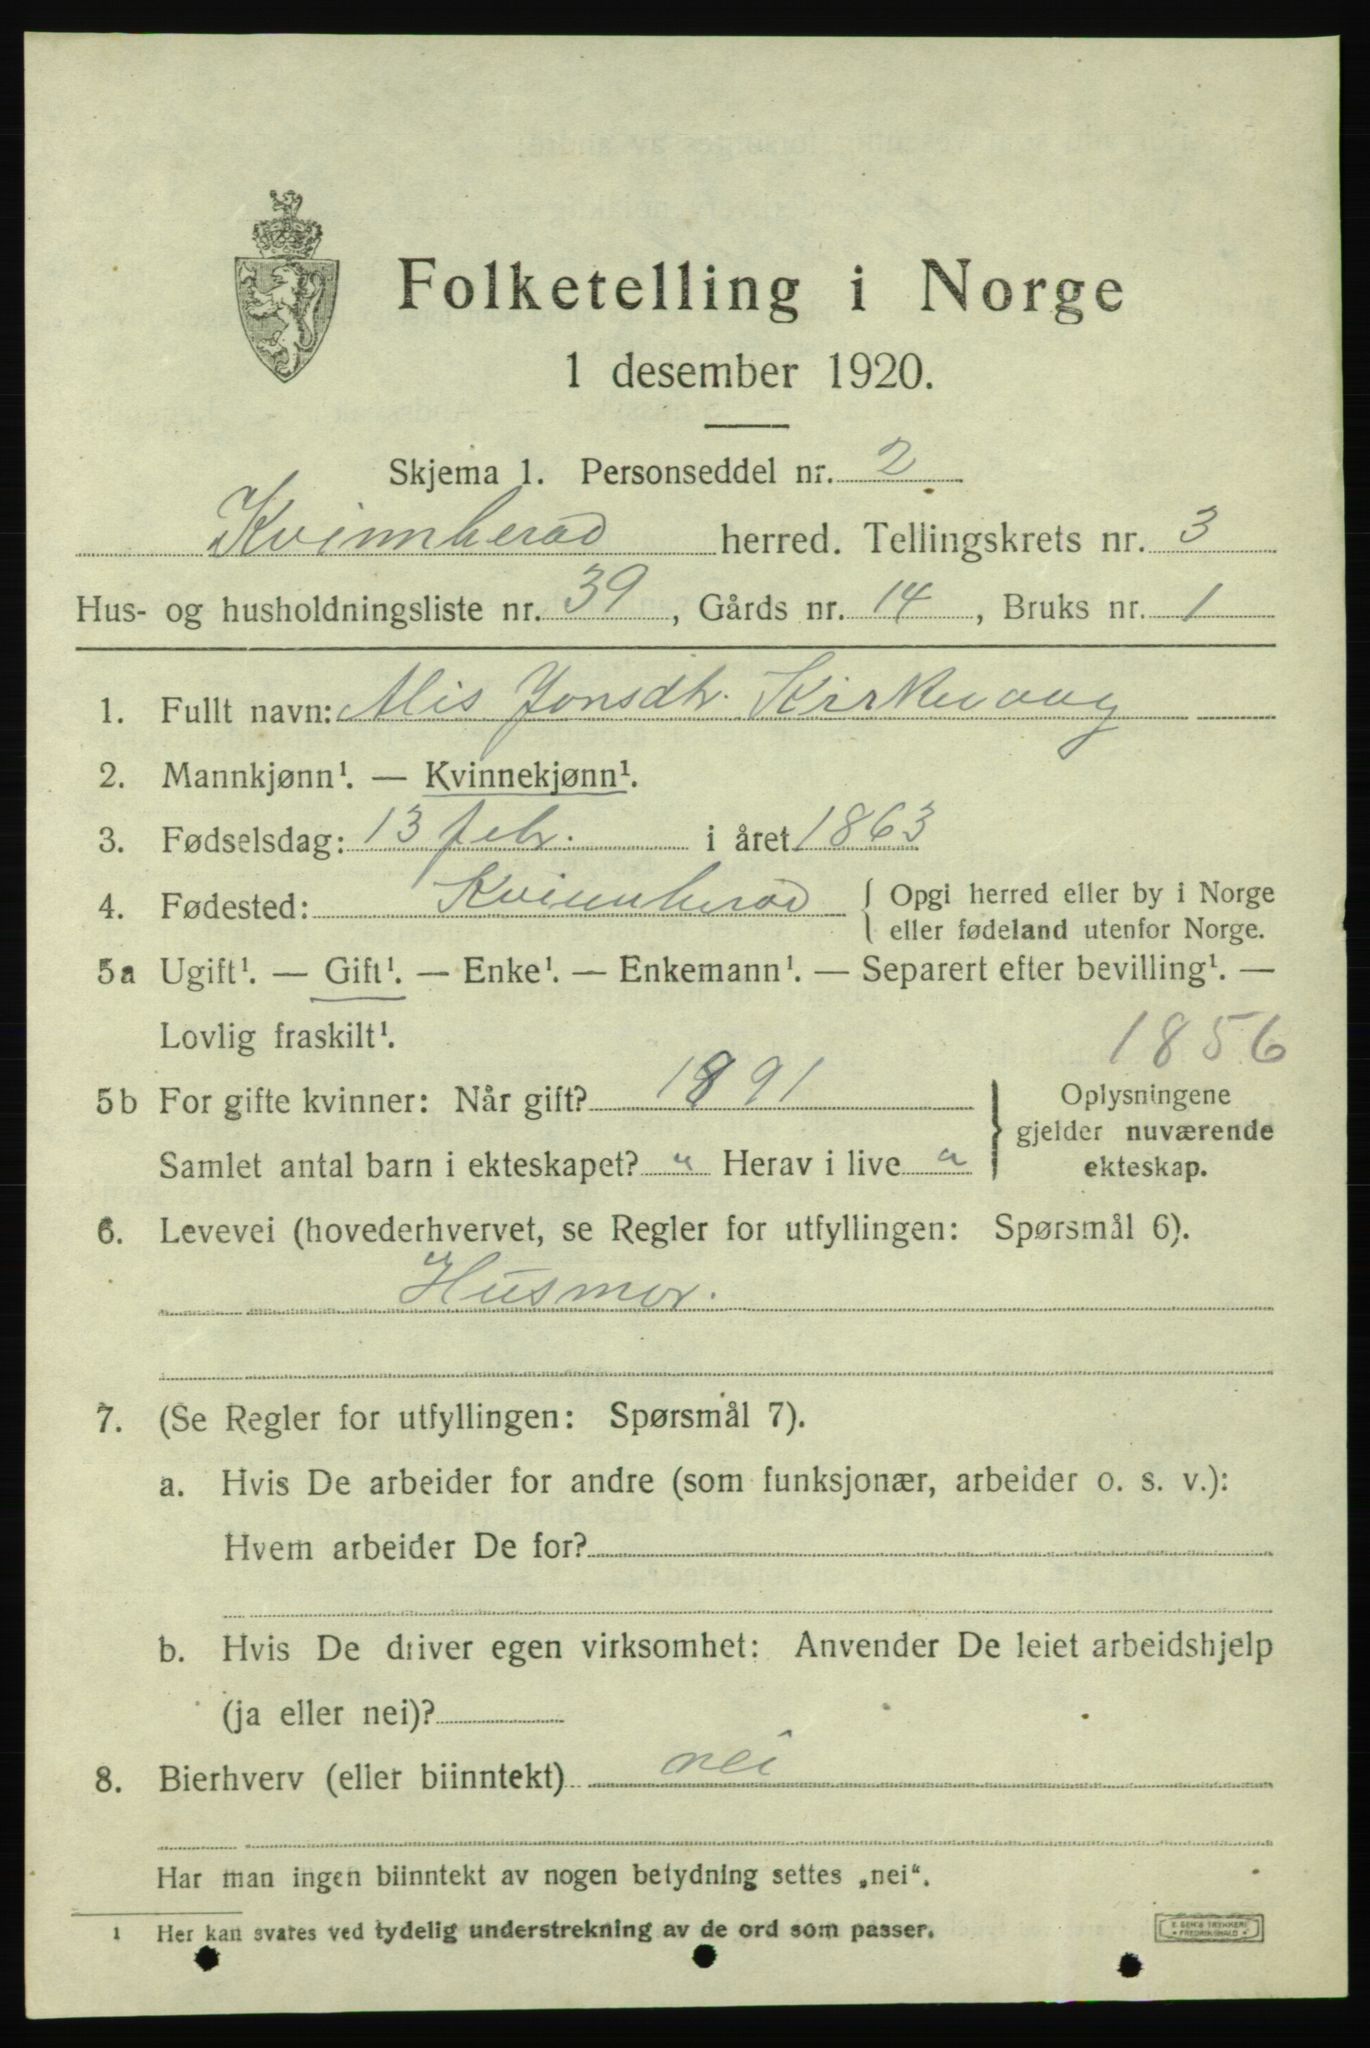 Folketelling i Norge
1 desember 1920.
Skjema 1. Personseddel nr. 2
Kvinnherad herred. Tellingskrets nr. 3
Hus- og husholdningsliste nr. 39, Gårds nr. 14, Bruks nr. 1
1. Fullt navn: Alis Jonsdtr. Kirkevaag
2. Mannkjønn¹. — Kvinnekjønn¹.
3. Fødselsdag: 13 febr. i året 1863
4. Fødested: Kvinnherad { Opgi herred eller by i Norge
eller fødeland utenfor Norge.
5a Ugift¹. — Gift¹. — Enke¹. — Enkemann¹. — Separert efter bevilling¹. —
Lovlig fraskilt¹.
1856
5b For gifte kvinner: Når gift? 1891
Samlet antal barn i ekteskapet? " Herav i live
} Oplysningene
gjelder nuværende
ekteskap.
6. Levevei (hovederhvervet, se Regler for utfyllingen: Spørsmål 6).
Husmor.
7. (Se Regler for utfyllingen: Spørsmål 7).
a. Hvis De arbeider for andre (som funksjonær, arbeider o. s. v.):
Hvem arbeider De for?
b. Hvis De driver egen virksomhet: Anvender De leiet arbeidshjelp
(ja eller nei)?
8. Bierhverv (eller biinntekt) nei
Har man ingen biinntekt av nogen betydning settes „nei“.
1 Her kan svares ved tydelig understrekning av de ord som passer.
E. SEM'S TRYKKERI
FREDRIKSHALD